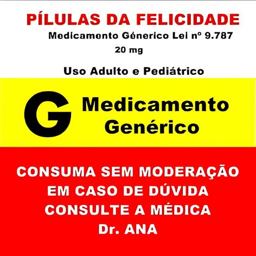 PÍLULAS DA FELICIDADE
Medicamento Génerico Lei nº 9.787
20 mg
Uso Adulto e Pediátrico
G Medicamento
Genérico
CONSUMA SEM MODERAÇÃO
EM CASO DE DÚVIDA
CONSULTE A MÉDICA
Dr. ANA